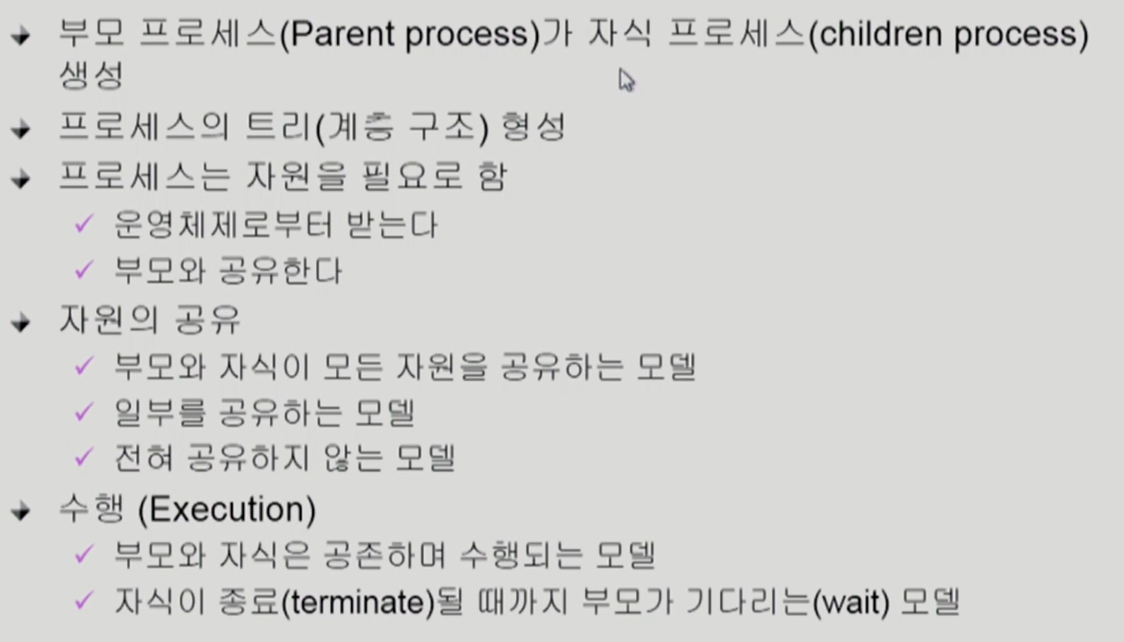 부모 프로세스(Parent process)가 자식 프로세스(children process)
생성
프로세스의 트리(계층 구조) 형성
프로세스는 자원을 필요로 함
운영체제로부터 받는다
부모와 공유한다
자원의 공유
부모와 자식이 모든 자원을 공유하는 모델
일부를 공유하는 모델
전혀 공유하지 않는 모델
수행 (Execution)
부모와 자식은 공존하며 수행되는 모델
자식이 종료(terminate)될 때까지 부모가 기다리는(wait) 모델